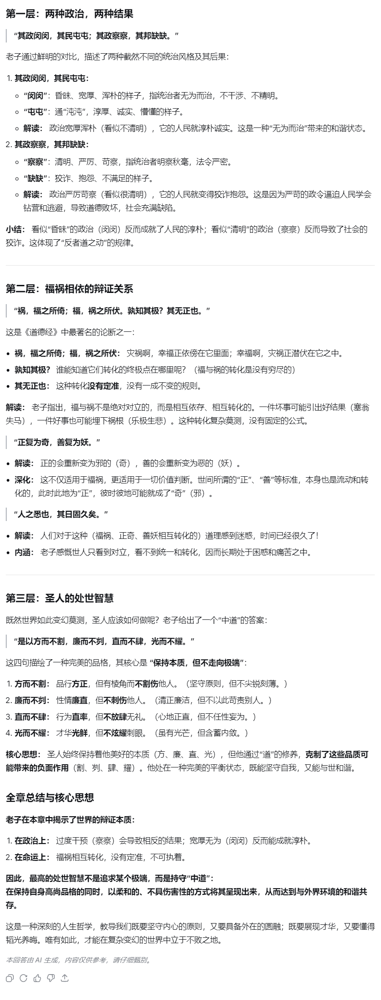 第一层：两种政治，两种结果
“其政闵闵，其民屯屯；其政察察，其邦缺缺。”
老子通过鲜明的对比，描述了两种截然不同的统治风格及其后果：
1. 其政闵闵，其民屯屯：
“闵闵”：昏昧、宽厚、浑朴的样子，指统治者无为而治，不干涉、不精明。
“屯屯”：通“沌沌”，淳厚、诚实、懵懂的样子。
解读： 政治宽厚浑朴（看似不清明），它的人民就淳朴诚实。这是一种“无为而治”带来的和谐状态。
2. 其政察察，其邦缺缺：
“察察”：清明、严厉、苛察，指统治者明察秋毫，法令严密。
“缺缺”：狡诈、抱怨、不满足的样子。
解读： 政治严厉苛察（看似很清明），它的人民就变得狡诈抱怨。这是因为严苛的政令逼迫人民学会
钻营和逃避，导致道德败坏，社会充满缺陷。
小结： 看似“昏昧”的政治（闵闵）反而成就了人民的淳朴；看似“清明”的政治（察察）反而导致了社会的
狡诈。这体现了“反者道之动”的规律。
第二层：福祸相依的辩证关系
“祸，福之所倚；福，祸之所伏。孰知其极？其无正也。”
这是《道德经》中最著名的论断之一：
祸，福之所倚；福，祸之所伏： 灾祸啊，幸福正依傍在它里面；幸福啊，灾祸正潜伏在它之中。
孰知其极？ 谁能知道它们转化的终极点在哪里呢？（福与祸的转化是没有穷尽的）
其无正也： 这种转化没有定准，没有一成不变的规则。
解读： 老子指出，福与祸不是绝对对立的，而是相互依存、相互转化的。一件坏事可能引出好结果（塞翁
失马），一件好事也可能埋下祸根（乐极生悲）。这种转化复杂莫测，没有固定的公式。
“正复为奇，善复为妖。”
解读： 正的会重新变为邪的（奇），善的会重新变为恶的（妖）。
深化： 这不仅适用于福祸，更适用于一切价值判断。世间所谓的“正”、“善”等标准，本身也是流动和转
化的，此时此地为“正”，彼时彼地可能就成了“奇”（邪）。
“人之悉也，其日固久矣。”
解读： 人们对于这种（福祸、正奇、善妖相互转化的）道理感到迷惑，时间已经很久了！
内涵： 老子感慨世人只看到对立，看不到统一和转化，因而长期处于困惑和痛苦之中。
第三层：圣人的处世智慧
既然世界如此变幻莫测，圣人应该如何做呢？老子给出了一个“中道”的答案：
“是以方而不割，廉而不刿，直而不肆，光而不耀。”
这四句描绘了一种完美的品格，其核心是 “保持本质，但不走向极端”：
1. 方而不割： 品行方正，但有棱角而不割伤他人。（坚守原则，但不尖锐刻薄。）
2. 廉而不刿： 性情廉直，但不刺伤他人。（清正廉洁，但不以此苛责别人。）
3. 直而不肆： 行为直率，但不放肆无礼。（心地正直，但不任性妄为。）
4. 光而不耀： 才华光鲜，但不炫耀刺眼。（虽有光芒，但含蓄内敛。）
核心思想： 圣人始终保持着他美好的本质（方、廉、直、光），但他通过“道”的修养，克制了这些品质可
能带来的负面作用（割、刿、肆、耀）。他处在一种完美的平衡状态，既能坚守自我，又能与世和谐。
全章总结与核心思想
老子在本章中揭示了世界的辩证本质：
1. 在政治上： 过度干预（察察）会导致相反的结果；宽厚无为（闵闵）反而能成就淳朴。
2. 在命运上： 福祸相互转化，没有定准，不可执着。
因此，最高的处世智慧不是追求某个极端，而是持守“中道”：
在保持自身高尚品格的同时，以柔和的、不具伤害性的方式将其呈现出来，从而达到与外界环境的和谐共
存。
这是一种深刻的人生哲学，教导我们既要坚守内心的原则，又要具备外在的圆融；既要展现才华，又要懂得
韬光养晦。唯有如此，才能在复杂变幻的世界中立于不败之地。
本回答由 AI 生成，内容仅供参考，请仔细甄别。